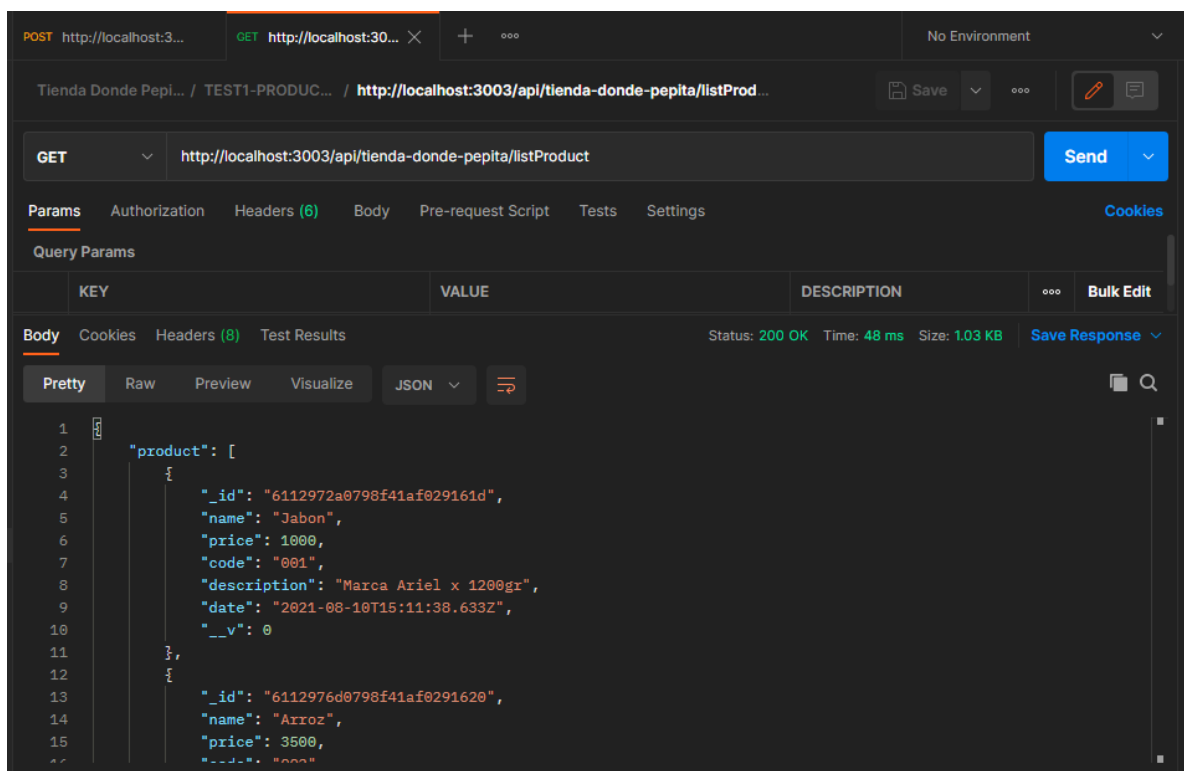 POST http://localhost:3... GET http://localhost:30... No Environment
Tienda Donde Pepi... / TEST1-PRODUC... / http://localhost:3003/api/tienda-donde-pepita/listProd... Save
GET http://localhost:3003/api/tienda-donde-pepita/listProduct Send
Params Authorization Headers (6) Body Pre-request Script Tests Settings Cookies
Query Params
KEY VALUE DESCRIPTION Bulk Edit
Body Cookies Headers (8) Test Results Status: 200 OK Time: 48 ms Size: 1.03 KB Save Response
Pretty Raw Preview Visualize JSON
1 {
2 "product": [
3 {
4 "_id": "6112972a0798f41af029161d",
5 "name": "Jabon",
6 "price": 1000,
7 "code": "001",
8 "description": "Marca Ariel x 1200gr",
9 "date": "2021-08-10T15:11:38.633Z",
10 "__v": 0
11 },
12 {
13 "_id": "6112976d0798f41af0291620",
14 "name": "Arroz",
15 "price": 3500,